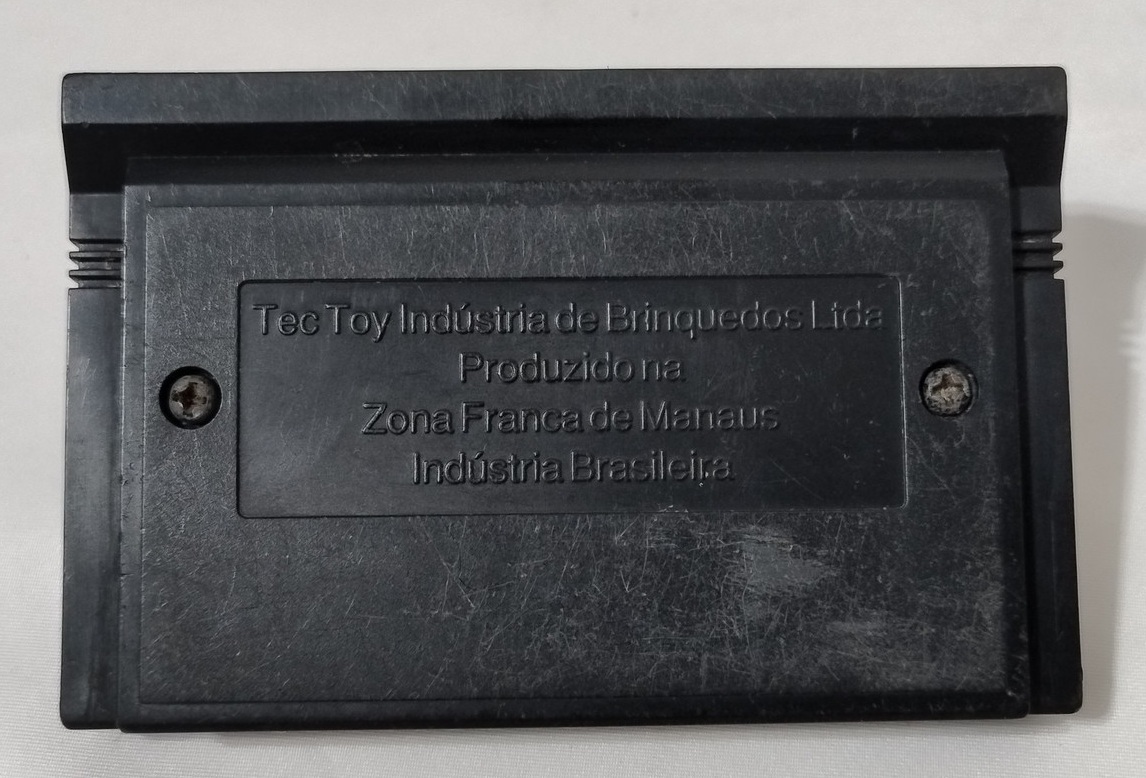 Tec Toy Indústria de Brinquedos Ltda
Produzido na
Zona Franca de Manaus
Indústria Brasileira